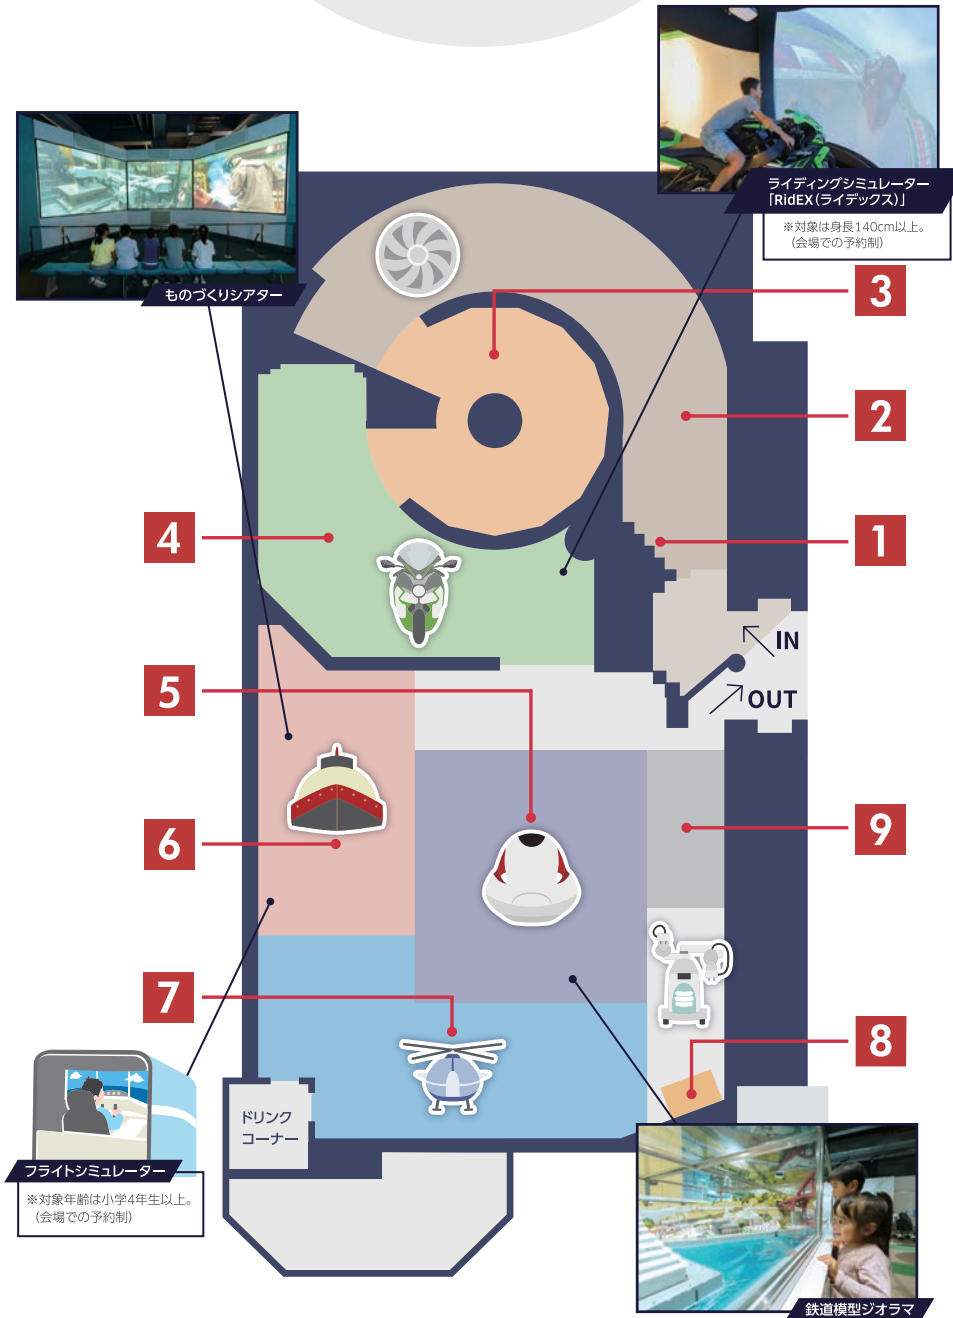 ライディングシミュレーター
「RidEX（ライデックス）」
※対象は身長140cm以上。
（会場での予約制）
ものづくりシアター
3
2
1
4
IN
OUT
5
6
9
7
8
ドリンク
コーナー
フライトシミュレーター
※対象年齢は小学4年生以上。
（会場での予約制）
鉄道模型ジオラマ